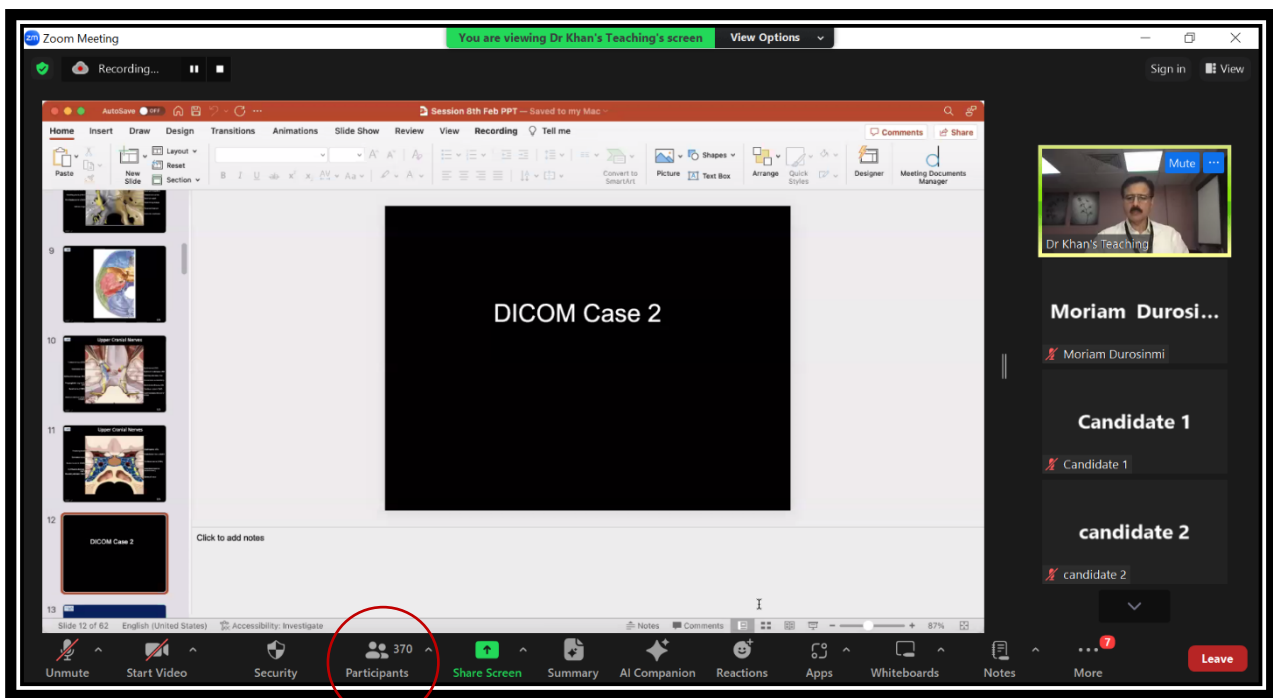 zm Zoom Meeting
You are viewing Dr Khan's Teaching's screen
View Options
Recording...
Sign in
View
AutoSave OFF
Session 8th Feb PPT — Saved to my Mac
Home Insert Draw Design Transitions Animations Slide Show Review View Recording Tell me
Comments
Share
Paste
New Slide
Layout
Reset
Section
B I U ab x² x₂ AV Aa A
Convert to SmartArt
Picture
Shapes
Text Box
Arrange
Quick Styles
Designer
Meeting Documents Manager
9
10
Upper Cranial Nerves
11
Upper Cranial Nerves
12
DICOM Case 2
13
DICOM Case 2
Click to add notes
Slide 12 of 62
English (United States)
Accessibility: Investigate
Notes
Comments
87%
Mute
Dr Khan's Teaching
Moriam Durosi...
Moriam Durosinmi
Candidate 1
Candidate 1
candidate 2
candidate 2
Unmute
Start Video
Security
370
Participants
Share Screen
Summary
AI Companion
Reactions
Apps
Whiteboards
Notes
7
More
Leave